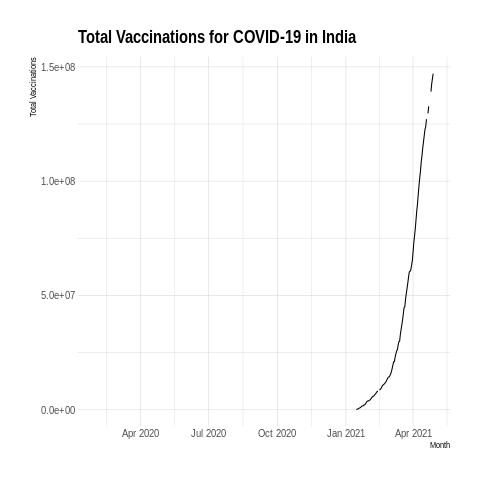 Total Vaccinations for COVID-19 in India
Total Vaccinations
1.5e+08
1.0e+08
5.0e+07
0.0e+00
Apr 2020 Jul 2020 Oct 2020 Jan 2021 Apr 2021
Month